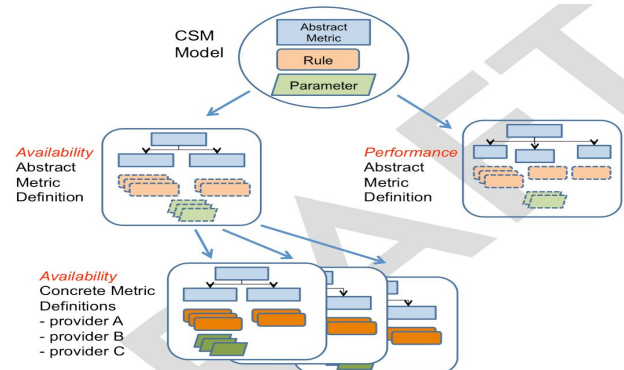 CSM
Model
Abstract
Metric
Rule
Parameter
Availability
Abstract
Metric
Definition
Performance
Abstract
Metric
Definition
Availability
Concrete Metric
Definitions
- provider A
- provider B
- provider C